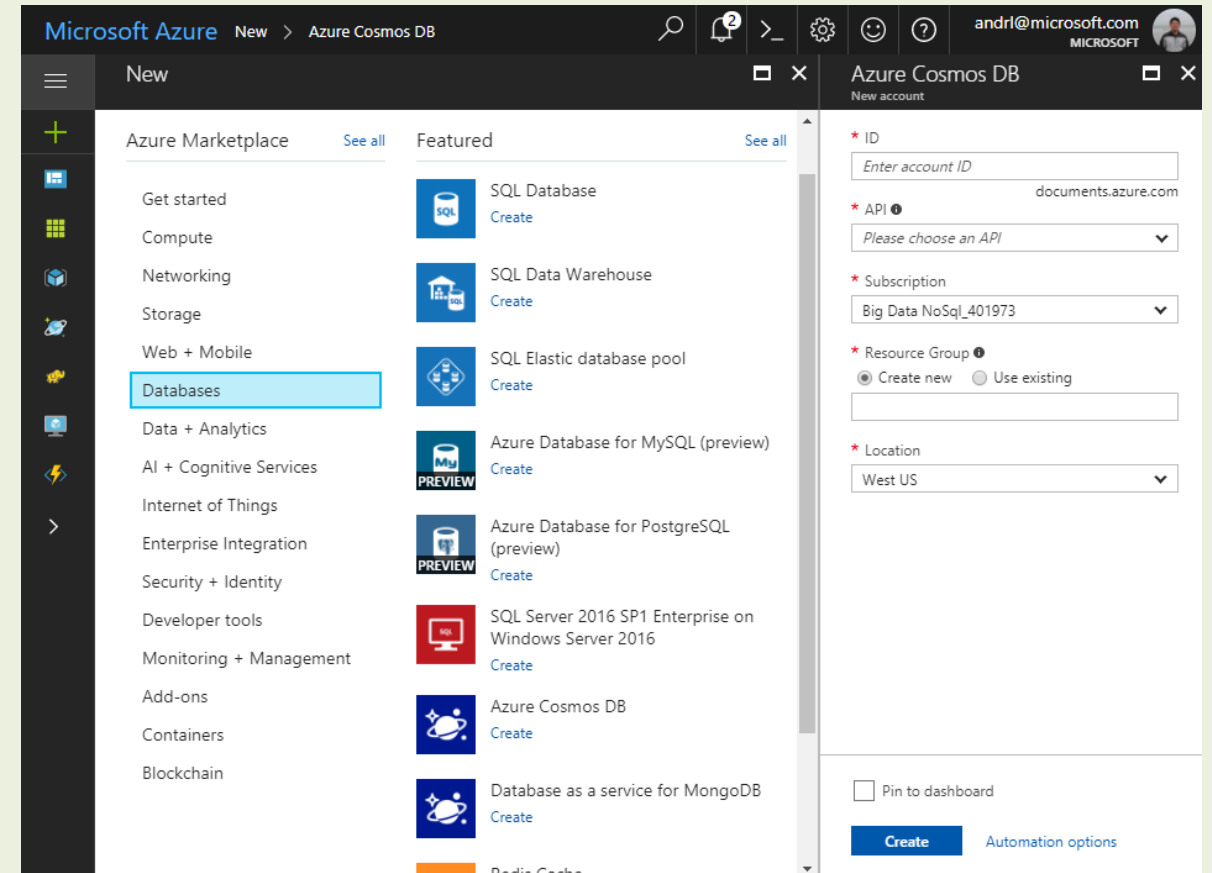 Microsoft Azure New > Azure Cosmos DB
2
andrl@microsoft.com
MICROSOFT
New
Azure Marketplace See all
Get started
Compute
Networking
Storage
Web + Mobile
Databases
Data + Analytics
AI + Cognitive Services
Internet of Things
Enterprise Integration
Security + Identity
Developer tools
Monitoring + Management
Add-ons
Containers
Blockchain
Featured See all
SQL
SQL Database
Create
SQL
SQL Data Warehouse
Create
SQL Elastic database pool
Create
My
PREVIEW
Azure Database for MySQL (preview)
Create
PREVIEW
Azure Database for PostgreSQL
(preview)
Create
SQL
SQL Server 2016 SP1 Enterprise on
Windows Server 2016
Create
Azure Cosmos DB
Create
Database as a service for MongoDB
Create
Redis Cache
Azure Cosmos DB
New account
* ID
Enter account ID
documents.azure.com
* API
Please choose an API
* Subscription
Big Data NoSql_401973
* Resource Group
Create new Use existing
* Location
West US
Pin to dashboard
Create Automation options